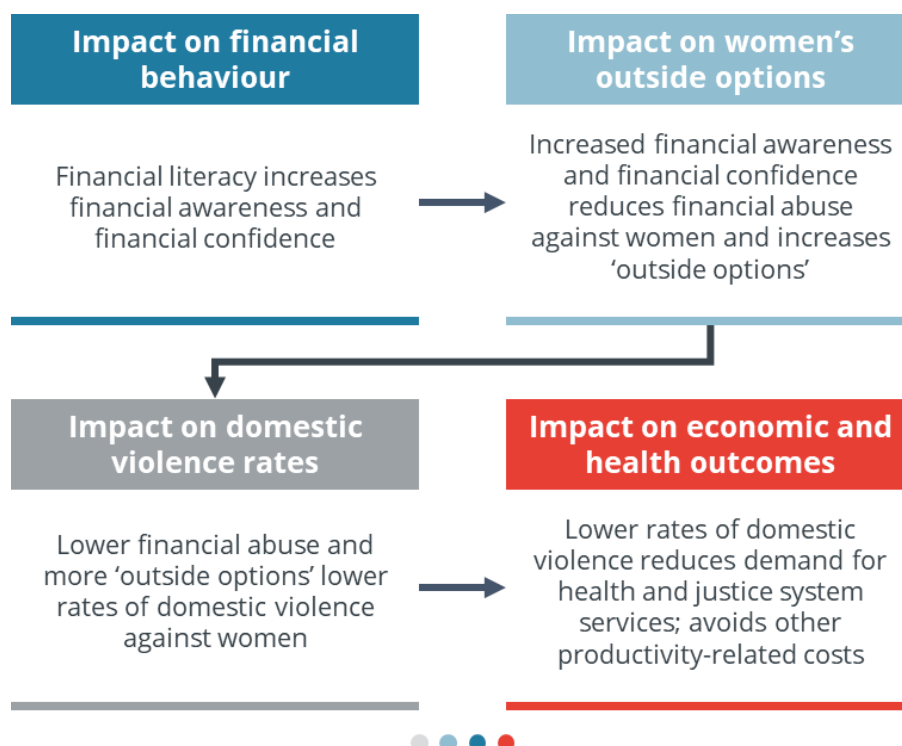 Impact on financial
behaviour
Financial literacy increases
financial awareness and
financial confidence
Impact on women’s
outside options
Increased financial awareness
and financial confidence
reduces financial abuse
against women and increases
‘outside options’
Impact on domestic
violence rates
Lower financial abuse and
more ‘outside options’ lower
rates of domestic violence
against women
Impact on economic and
health outcomes
Lower rates of domestic
violence reduces demand for
health and justice system
services; avoids other
productivity-related costs